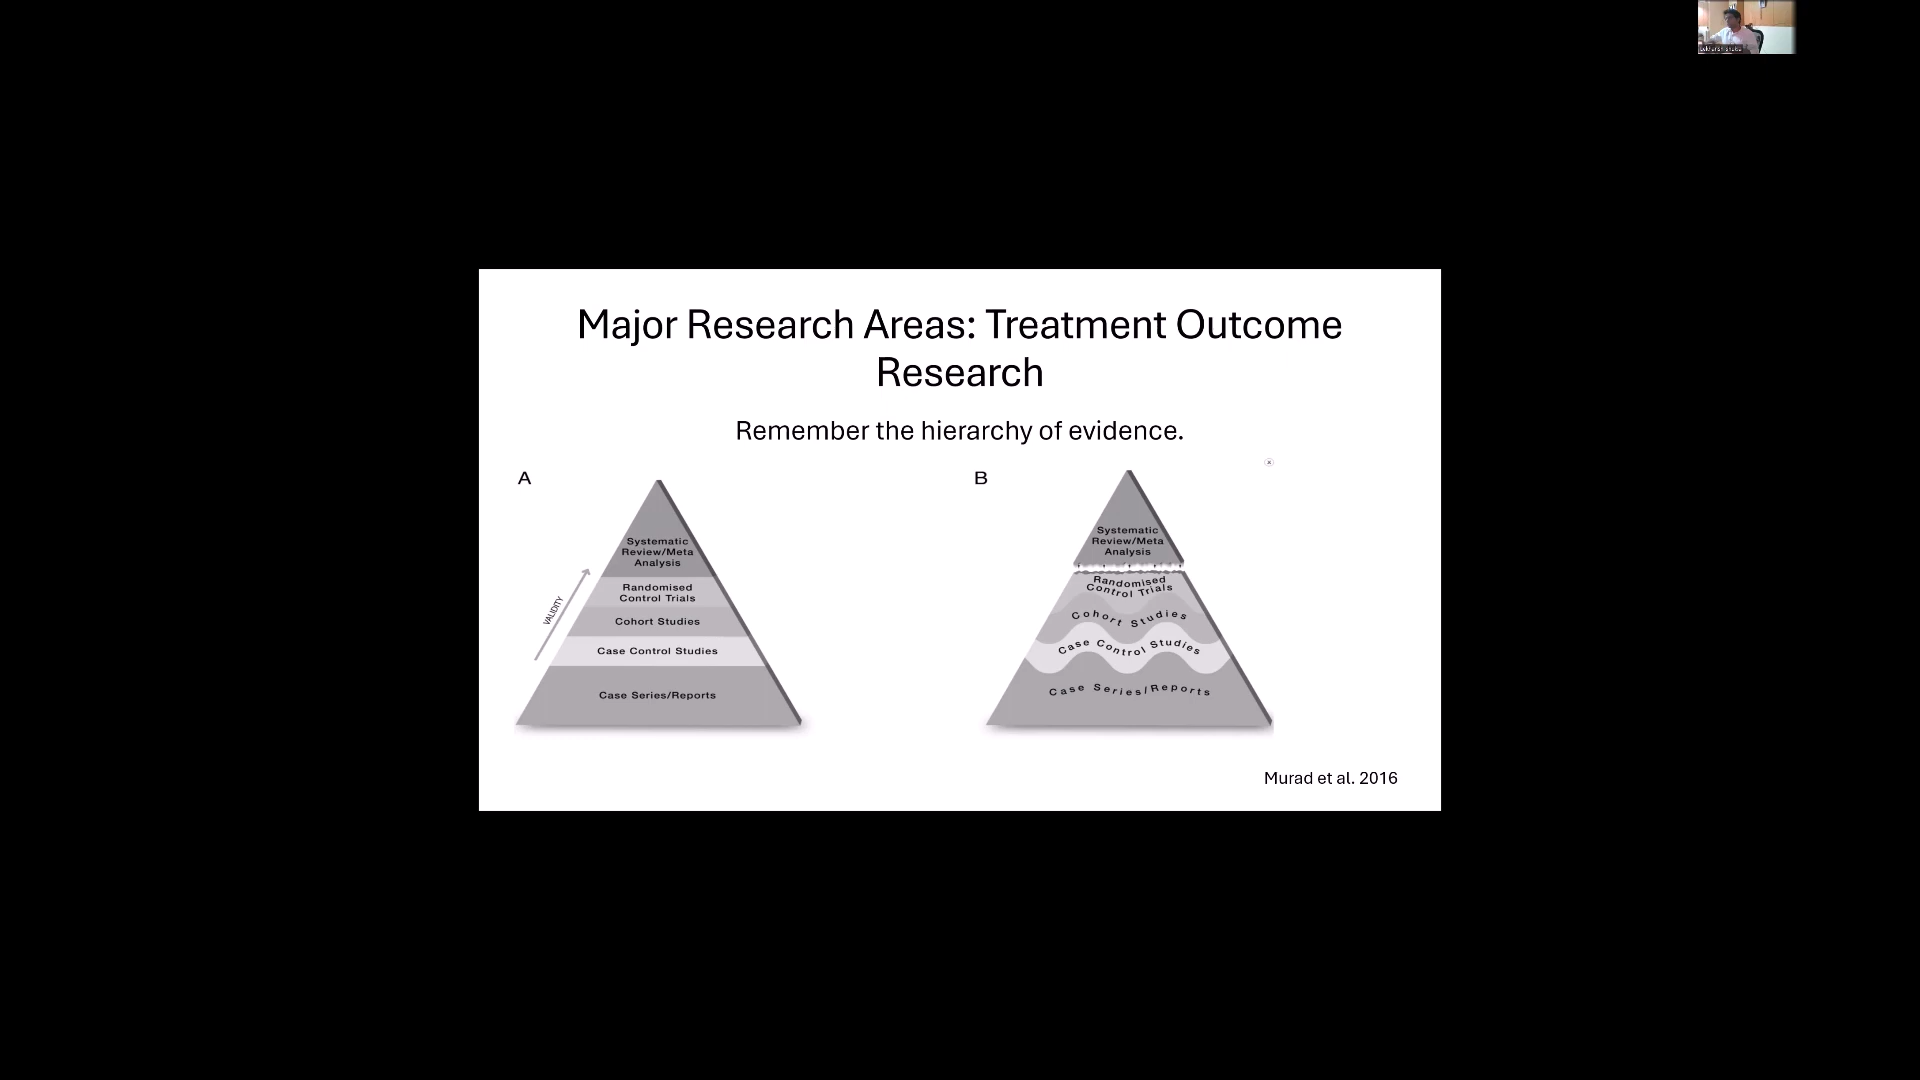 Major Research Areas: Treatment Outcome
Research
Remember the hierarchy of evidence.
A
Systematic
Review/Meta
Analysis
Randomised
Control Trials
Cohort Studies
Case Control Studies
Case Series/Reports
VALIDITY
B
Systematic
Review/Meta
Analysis
Randomised
Control Trials
Cohort Studies
Case Control Studies
Case Series/Reports
Murad et al. 2016